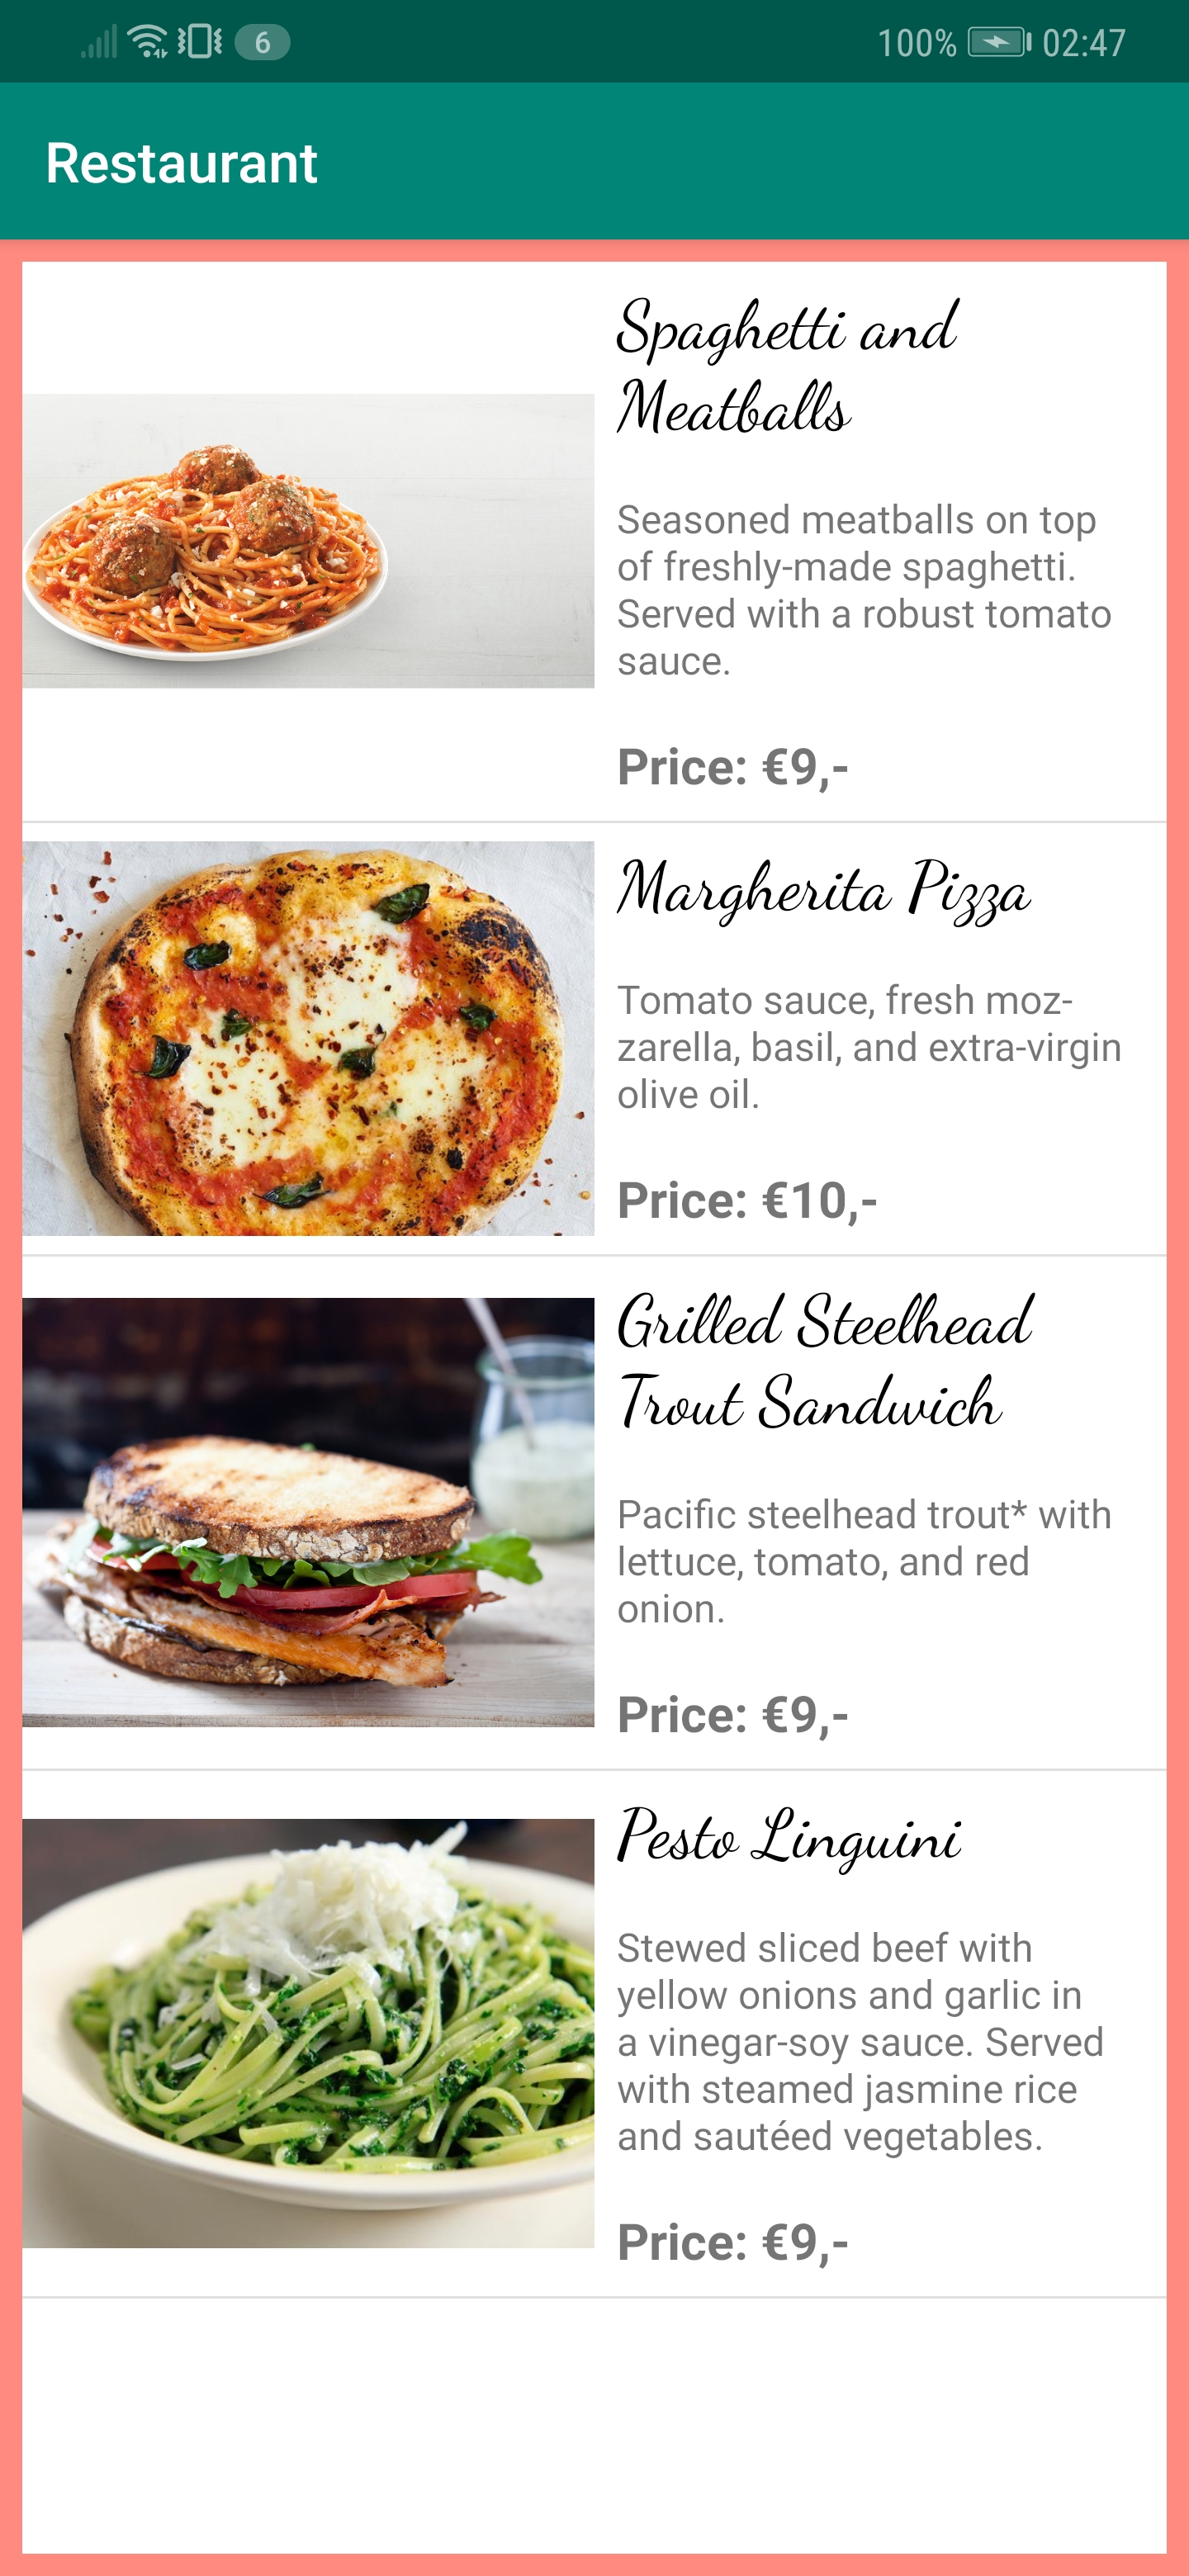 6
100% 02:47
Restaurant
Spaghetti and
Meatballs
Seasoned meatballs on top
of freshly-made spaghetti.
Served with a robust tomato
sauce.
Price: €9,-
Margherita Pizza
Tomato sauce, fresh moz-
zarella, basil, and extra-virgin
olive oil.
Price: €10,-
Grilled Steelhead
Trout Sandwich
Pacific steelhead trout* with
lettuce, tomato, and red
onion.
Price: €9,-
Pesto Linguini
Stewed sliced beef with
yellow onions and garlic in
a vinegar-soy sauce. Served
with steamed jasmine rice
and sautéed vegetables.
Price: €9,-